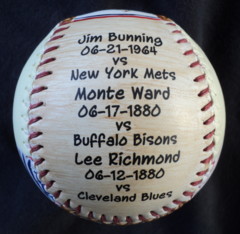 Jim Bunning
06-21-1964
vs
New York Mets
Monte Ward
06-17-1880
vs
Buffalo Bisons
Lee Richmond
06-12-1880
vs
Cleveland Blues